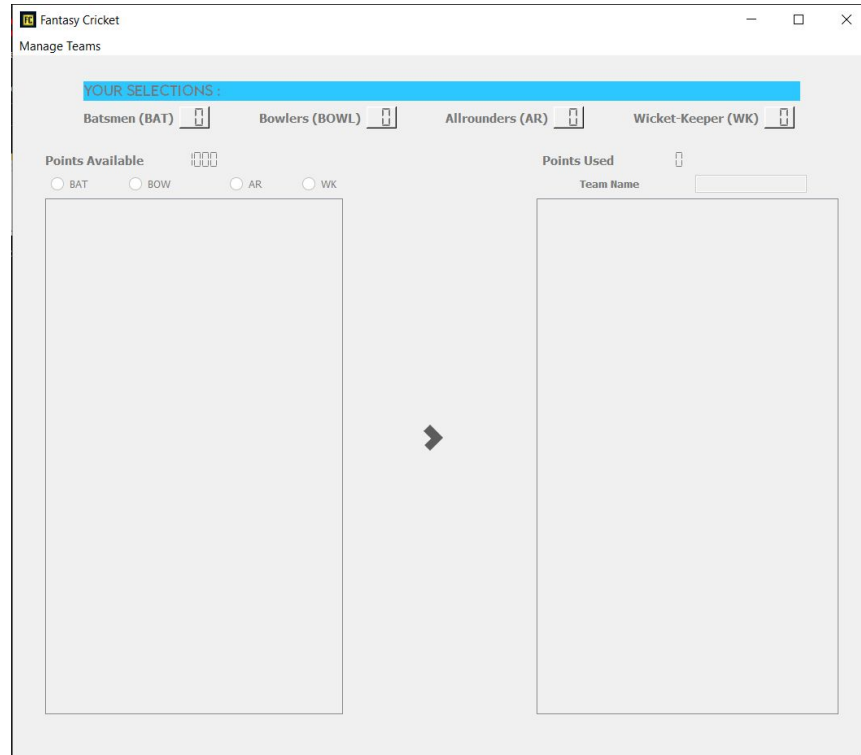 FC Fantasy Cricket
Manage Teams
YOUR SELECTIONS :
Batsmen (BAT) 0 Bowlers (BOWL) 0 Allrounders (AR) 0 Wicket-Keeper (WK) 0
Points Available 1000 Points Used 0
BAT BOW AR WK Team Name